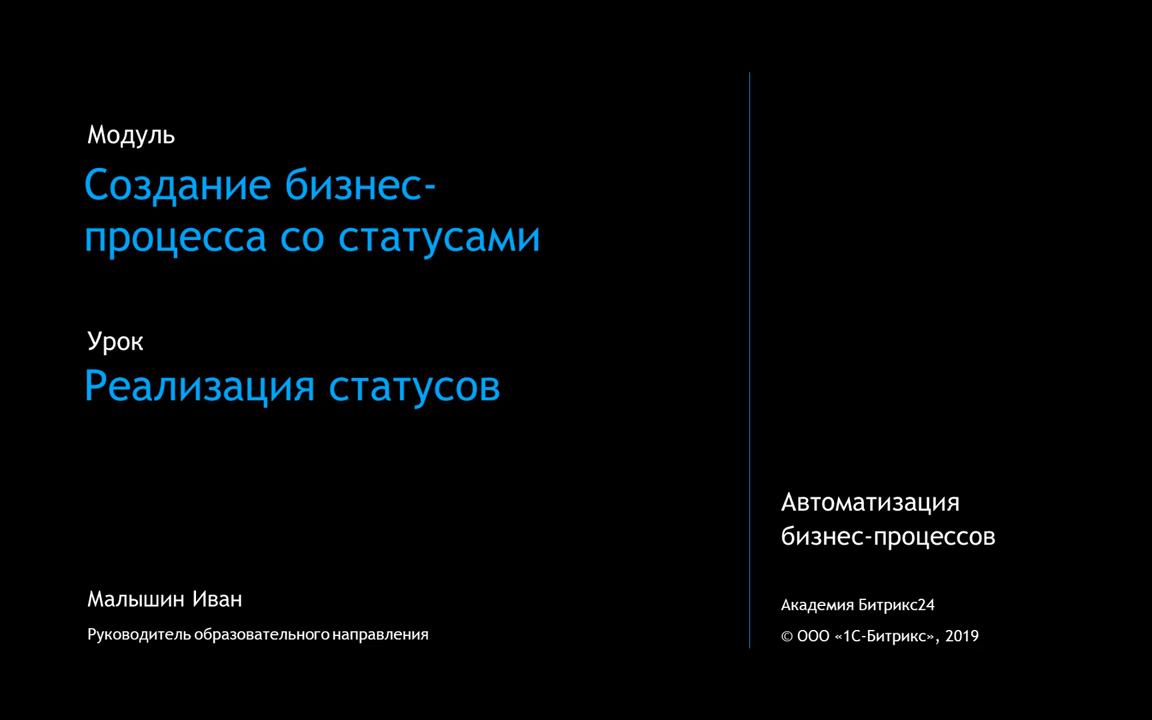 Модуль
Создание бизнес-
процесса со статусами
Урок
Реализация статусов
Малышин Иван
Руководитель образовательного направления
Автоматизация
бизнес-процессов
Академия Битрикс24
© ООО «1С-Битрикс», 2019